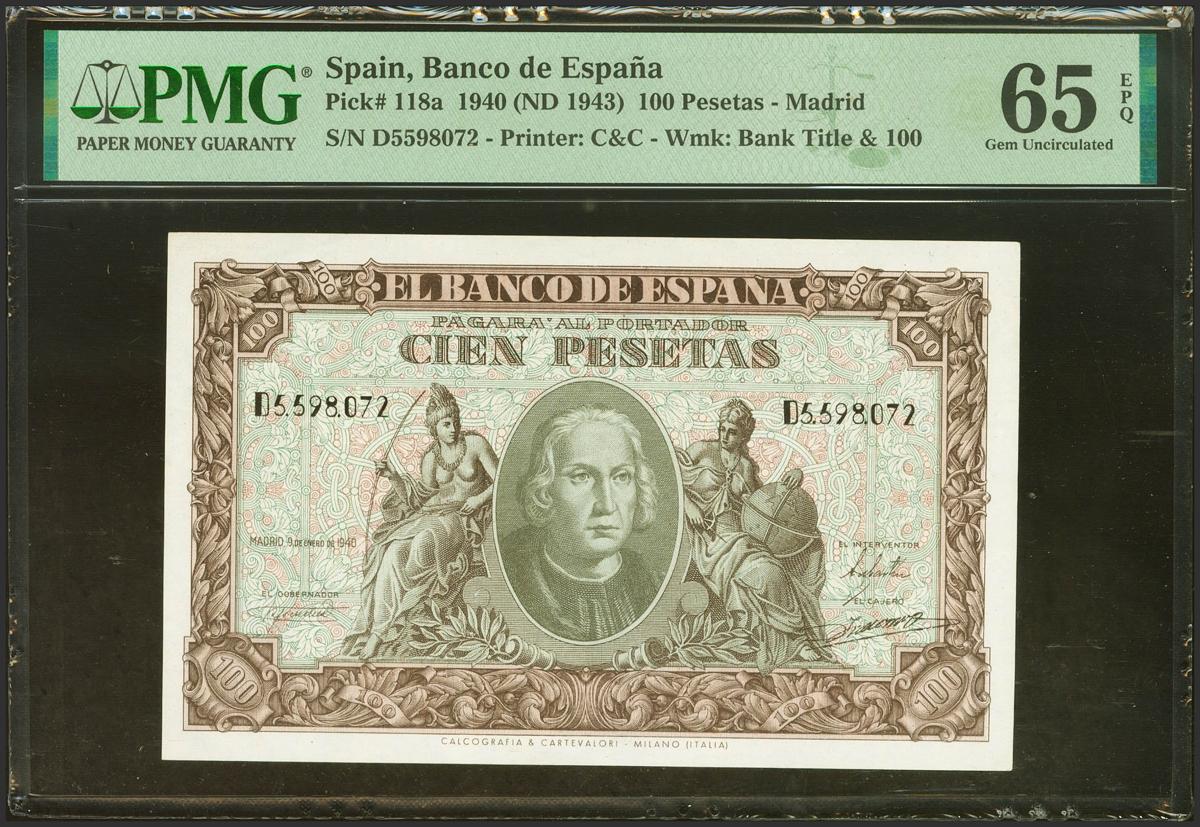 PMG®
PAPER MONEY GUARANTY
Spain, Banco de España
Pick# 118a 1940 (ND 1943) 100 Pesetas - Madrid
S/N D5598072 - Printer: C&C - Wmk: Bank Title & 100
65
EPQ
Gem Uncirculated
100
100
EL BANCO DE ESPAÑA
100
100
PAGARA' AL PORTADOR
CIEN PESETAS
D5.598.072
D5.598.072
MADRID 9, DE ENERO DE 1940
EL GOBERNADOR
EL INTERVENTOR
EL CAJERO
100
100
100
100
CALCOGRAFIA & CARTEVALORI - MILANO (ITALIA)